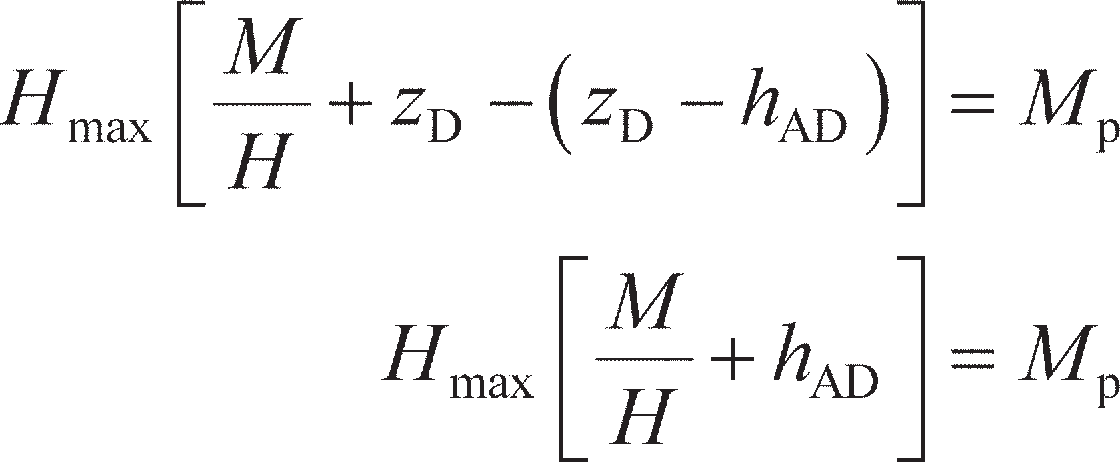 H_max [ M/H + z_D − ( z_D − h_AD ) ] = M_p
H_max [ M/H + h_AD ] = M_p